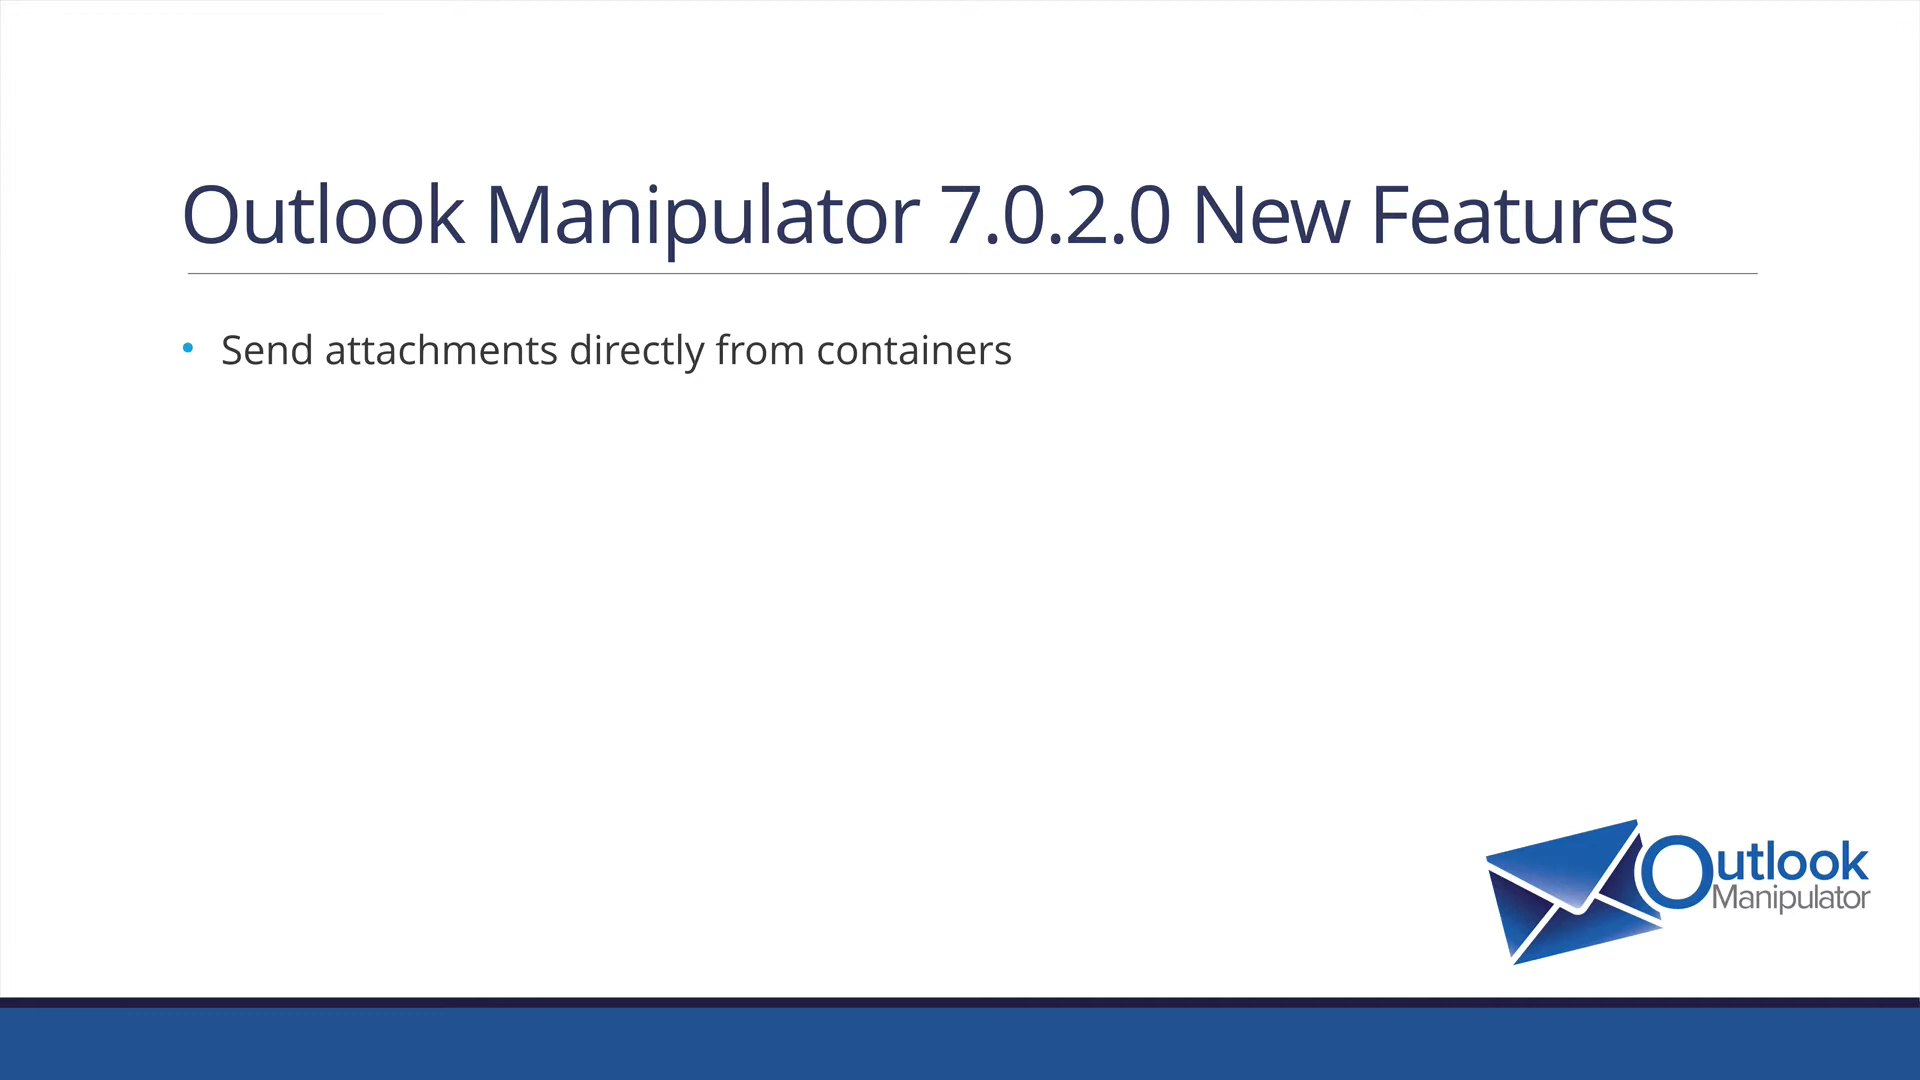 Outlook Manipulator 7.0.2.0 New Features
• Send attachments directly from containers
Outlook
Manipulator